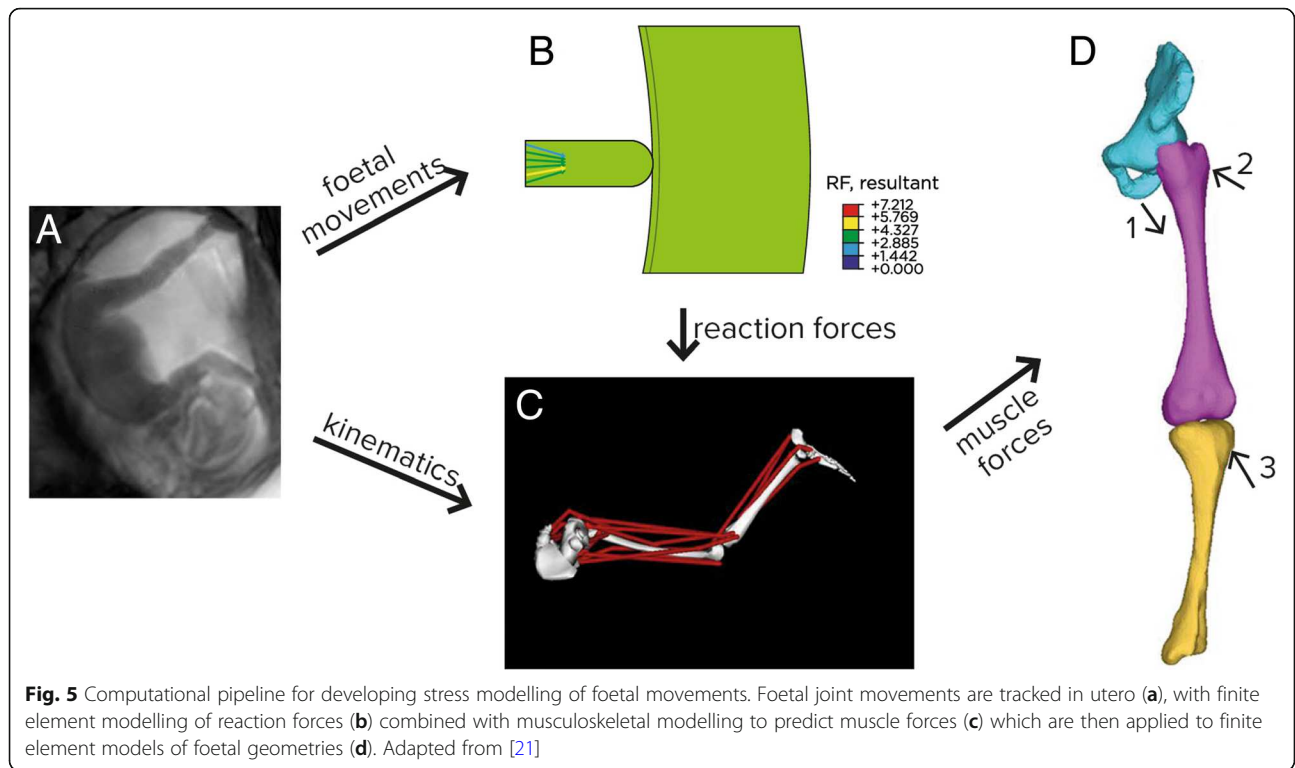 A
foetal
movements
kinematics
B
RF, resultant
+7.212
+5.769
+4.327
+2.885
+1.442
+0.000
reaction forces
C
muscle
forces
D
1
2
3
Fig. 5 Computational pipeline for developing stress modelling of foetal movements. Foetal joint movements are tracked in utero (a), with finite
element modelling of reaction forces (b) combined with musculoskeletal modelling to predict muscle forces (c) which are then applied to finite
element models of foetal geometries (d). Adapted from [21]